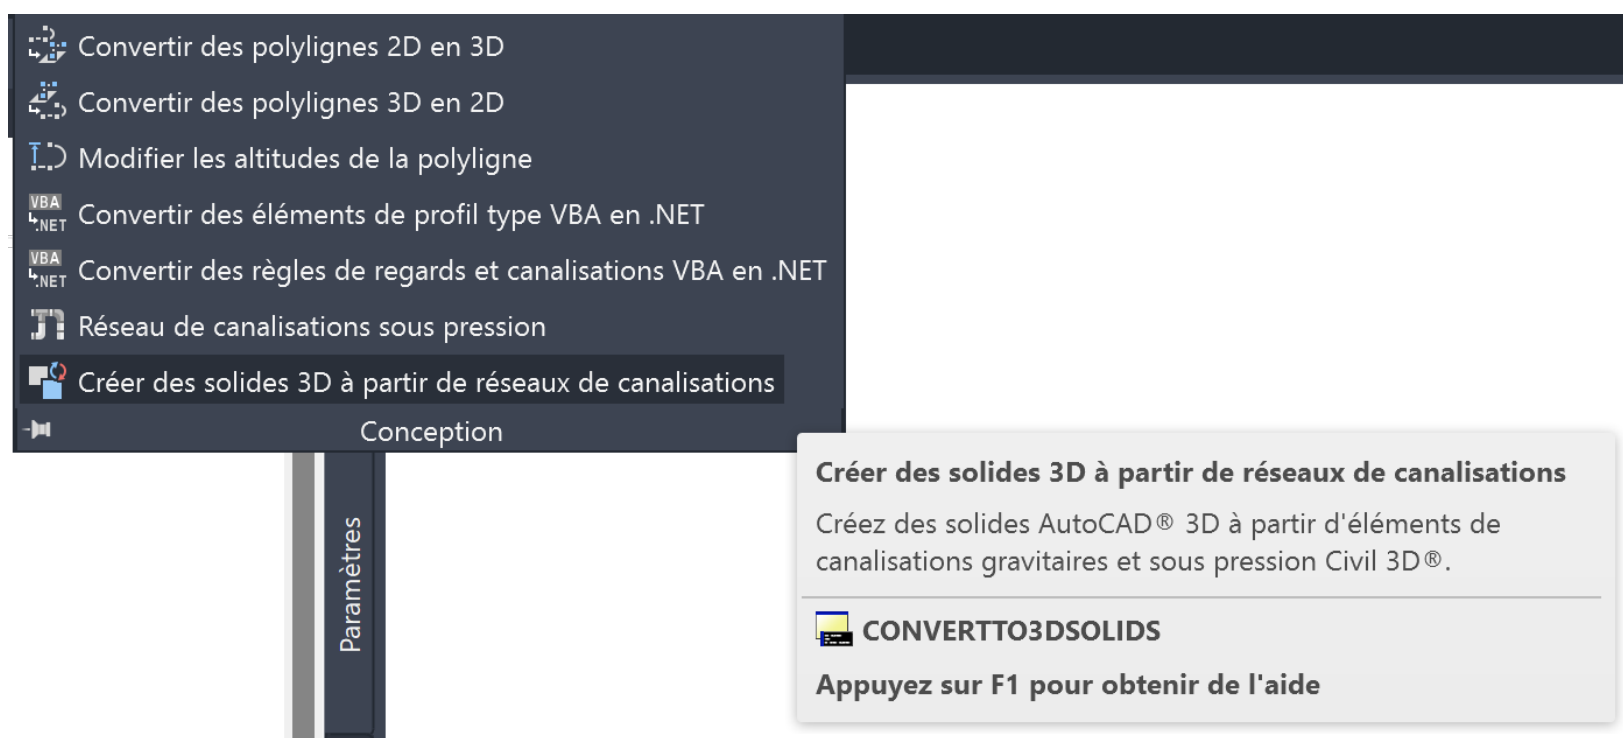 Convertir des polylignes 2D en 3D
Convertir des polylignes 3D en 2D
Modifier les altitudes de la polyligne
VBA
.NET
Convertir des éléments de profil type VBA en .NET
VBA
.NET
Convertir des règles de regards et canalisations VBA en .NET
Réseau de canalisations sous pression
Créer des solides 3D à partir de réseaux de canalisations
Conception
Paramètres
Créer des solides 3D à partir de réseaux de canalisations
Créez des solides AutoCAD® 3D à partir d'éléments de
canalisations gravitaires et sous pression Civil 3D®.
CONVERTTO3DSOLIDS
Appuyez sur F1 pour obtenir de l'aide